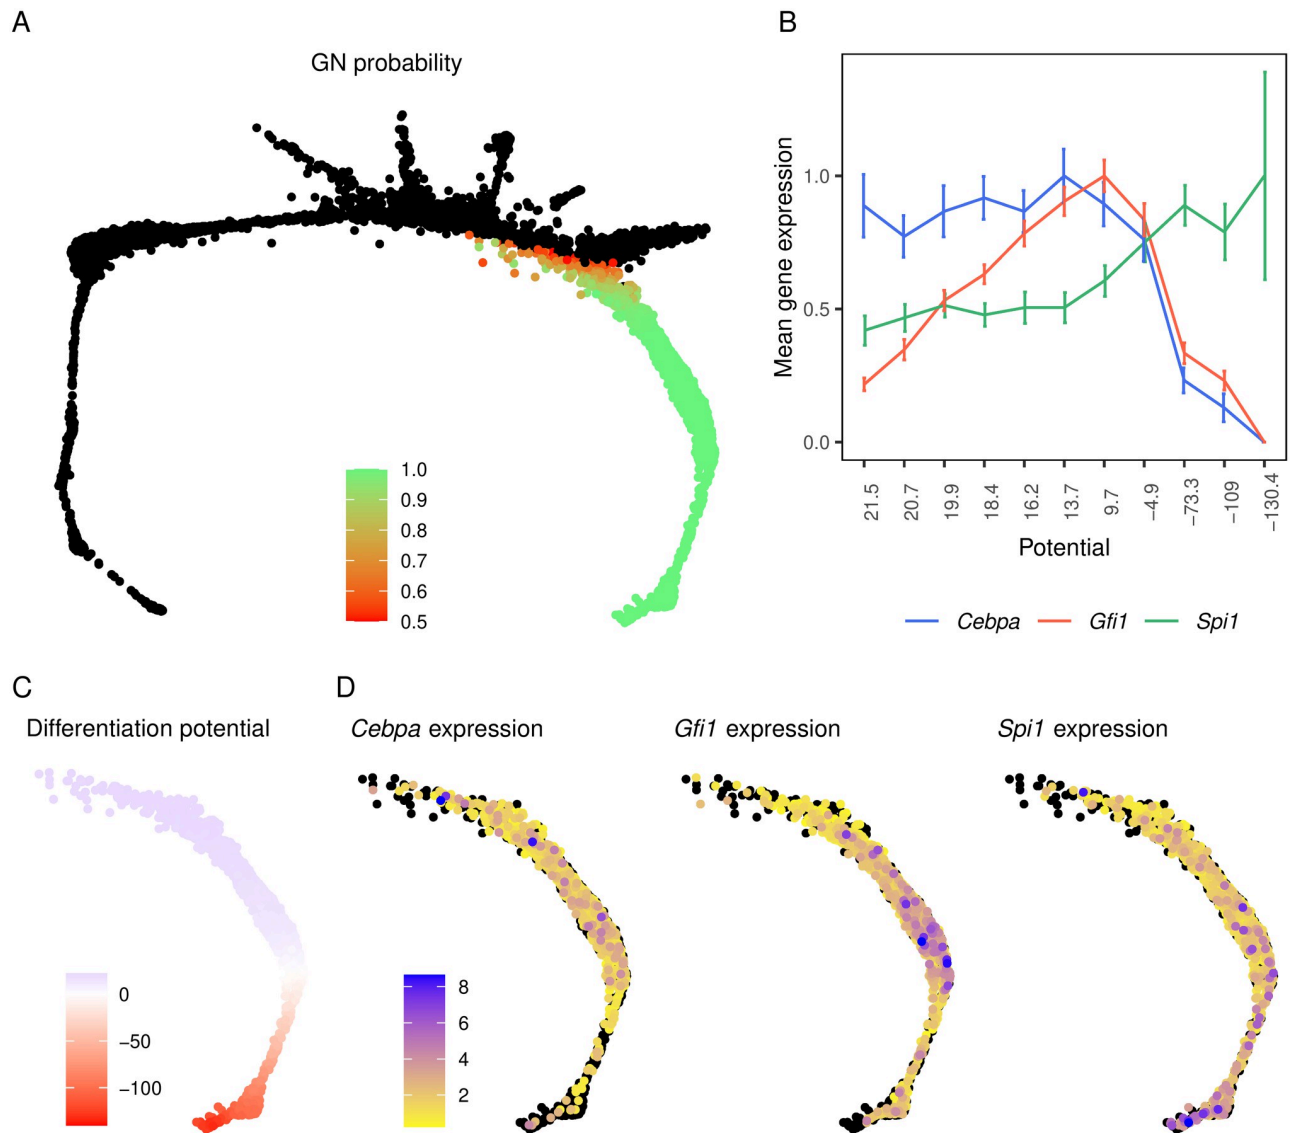 A
GN probability
1.0
0.9
0.8
0.7
0.6
0.5
B
Mean gene expression
1.0
0.5
0.0
21.5
20.7
19.9
18.4
16.2
13.7
9.7
−4.9
−73.3
−109
−130.4
Potential
Cebpa Gfi1 Spi1
C
Differentiation potential
0
−50
−100
D
Cebpa expression
Gfi1 expression
Spi1 expression
8
6
4
2